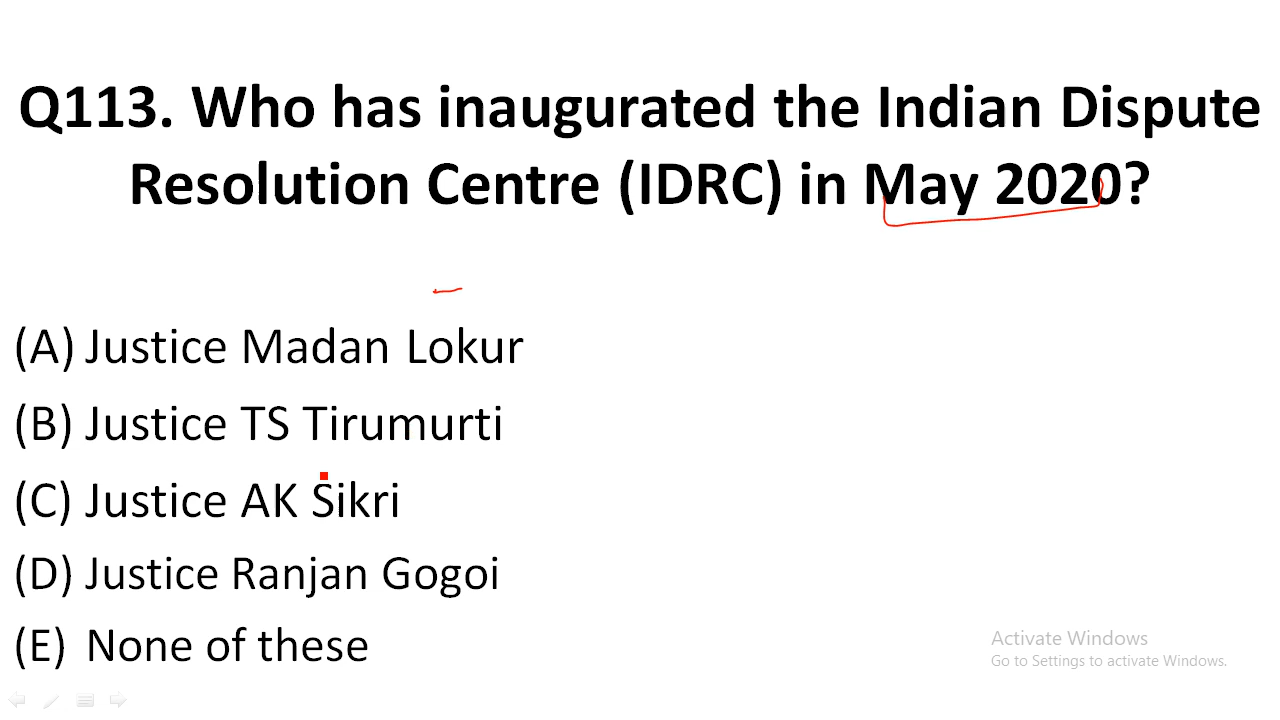 Q113. Who has inaugurated the Indian Dispute
Resolution Centre (IDRC) in May 2020?
(A) Justice Madan Lokur
(B) Justice TS Tirumurti
(C) Justice AK Sikri
(D) Justice Ranjan Gogoi
(E) None of these
Activate Windows
Go to Settings to activate Windows.